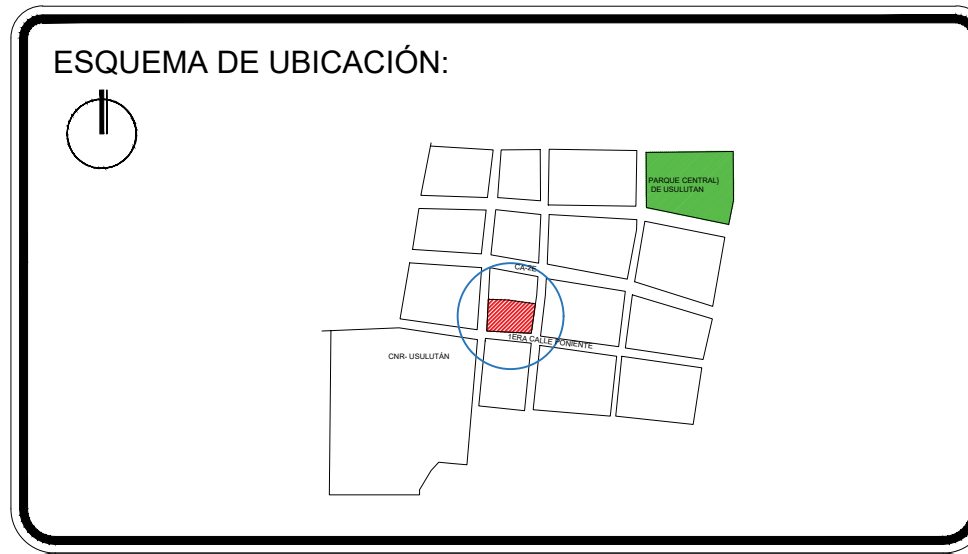 ESQUEMA DE UBICACIÓN:
PARQUE CENTRAL}
DE USULUTAN
CA-2E
1ERA CALLE PONIENTE
CNR- USULUTÁN